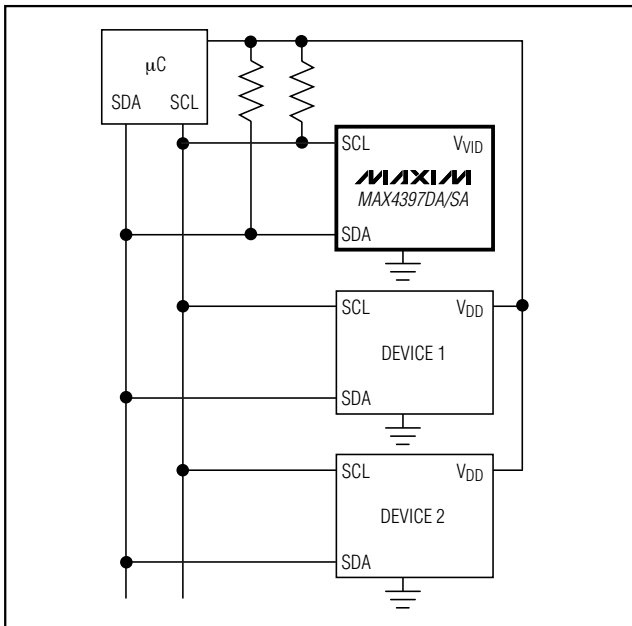 μC
SDA SCL
SCL VVID
MAXIM
MAX4397DA/SA
SDA
SCL VDD
DEVICE 1
SDA
SCL VDD
DEVICE 2
SDA